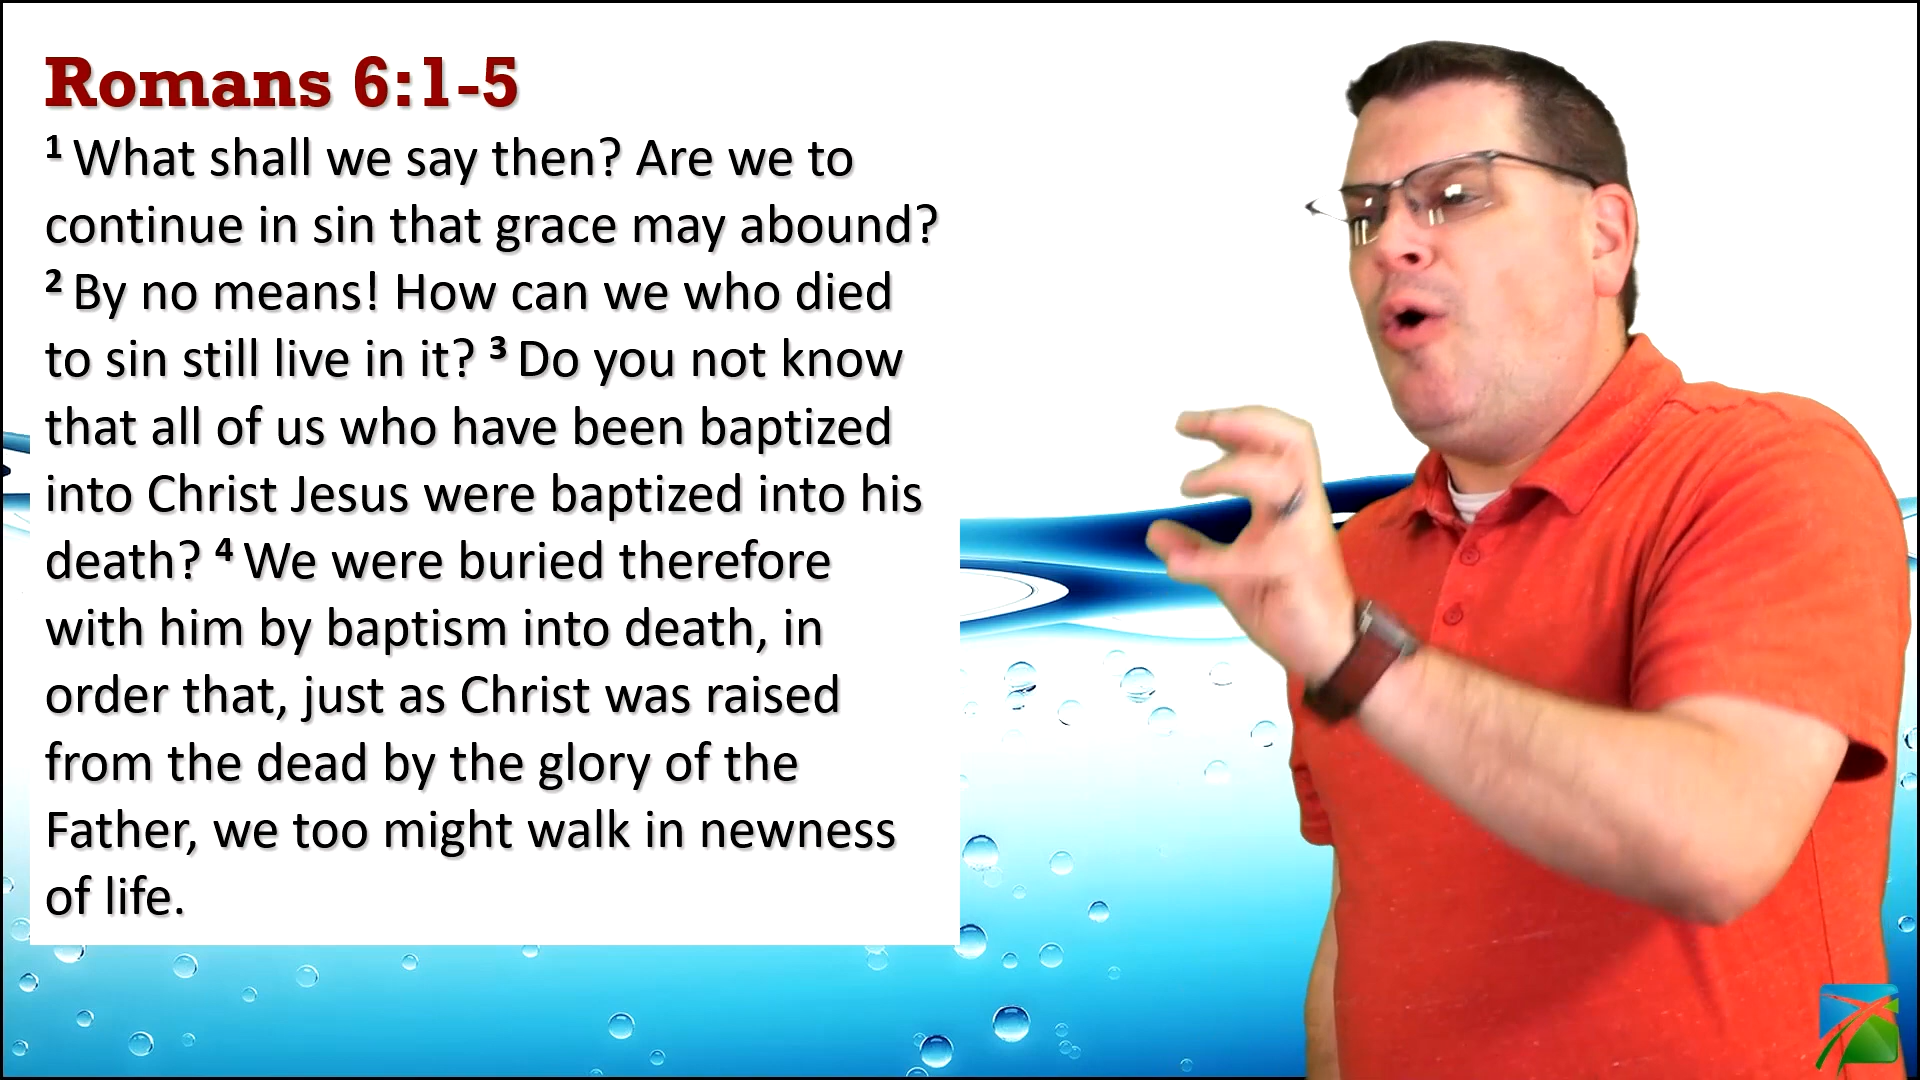 Romans 6:1-5
1 What shall we say then? Are we to
continue in sin that grace may abound?
2 By no means! How can we who died
to sin still live in it? 3 Do you not know
that all of us who have been baptized
into Christ Jesus were baptized into his
death? 4 We were buried therefore
with him by baptism into death, in
order that, just as Christ was raised
from the dead by the glory of the
Father, we too might walk in newness
of life.